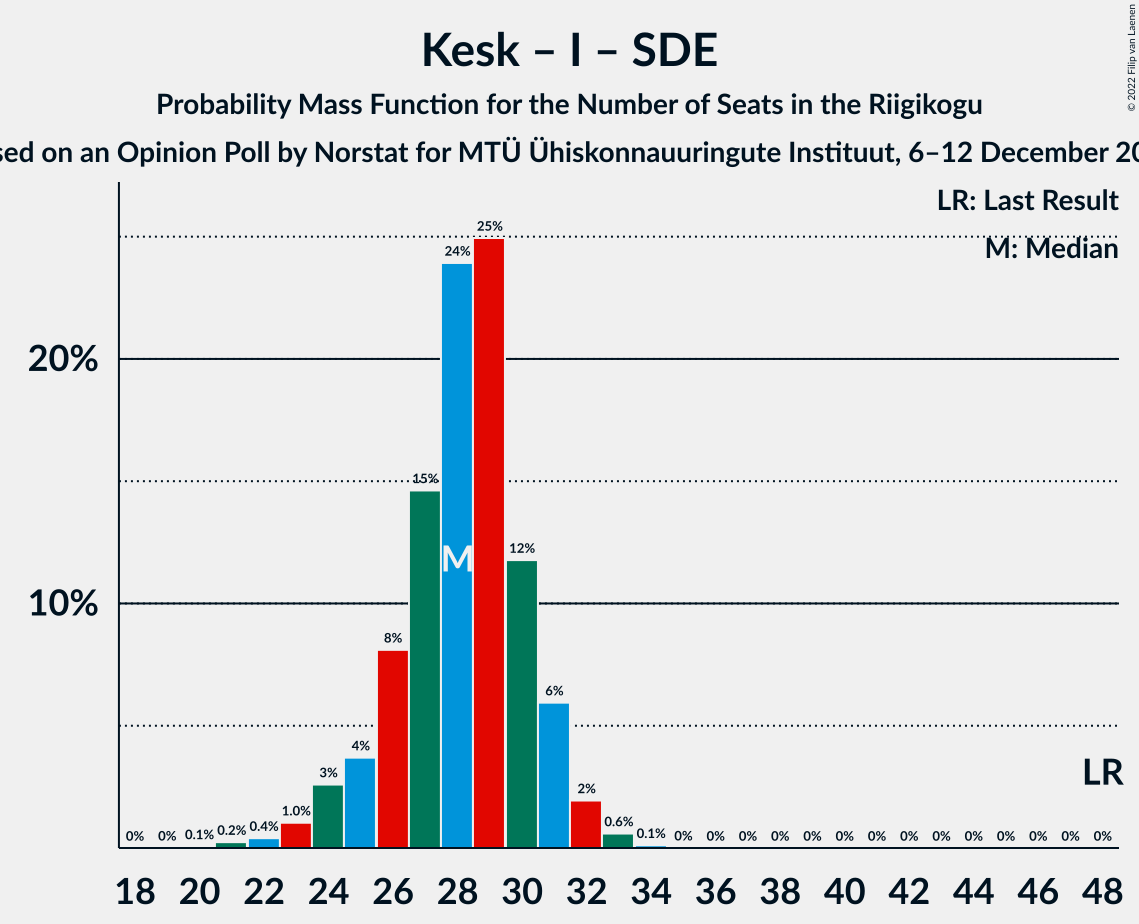 Kesk – I – SDE
Probability Mass Function for the Number of Seats in the Riigikogu
sed on an Opinion Poll by Norstat for MTÜ Ühiskonnauuringute Instituut, 6–12 December 20
© 2022 Filip van Laenen
LR: Last Result
M: Median
20%
10%
0% 0% 0.1% 0.2% 0.4% 1.0% 3% 4% 8% 15% 24% 25% 12% 6% 2% 0.6% 0.1% 0% 0% 0% 0% 0% 0% 0% 0% 0% 0% 0% 0% 0% 0%
M
LR
18 20 22 24 26 28 30 32 34 36 38 40 42 44 46 48